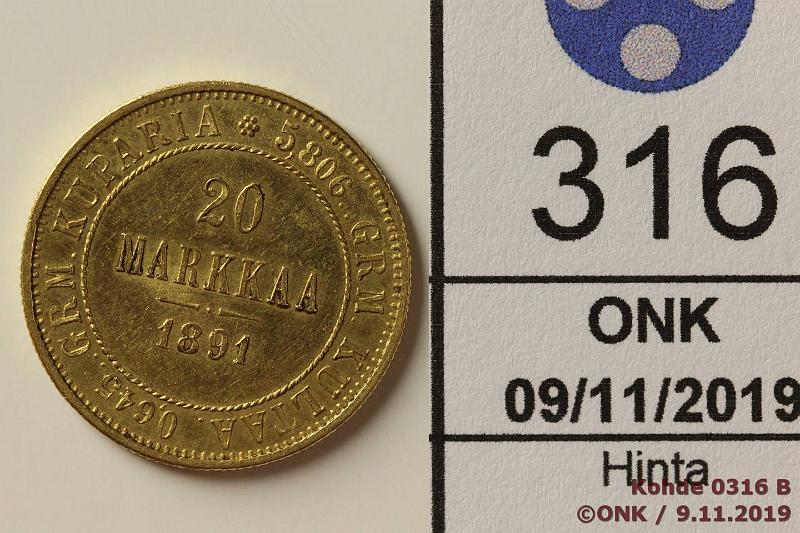 5806.. GRM KULTAA. 0645. GRM. KUPARIA
20
MARKKAA
1891
316
ONK
09/11/2019
Hinta
Kohde 0316 B
©ONK / 9.11.2019